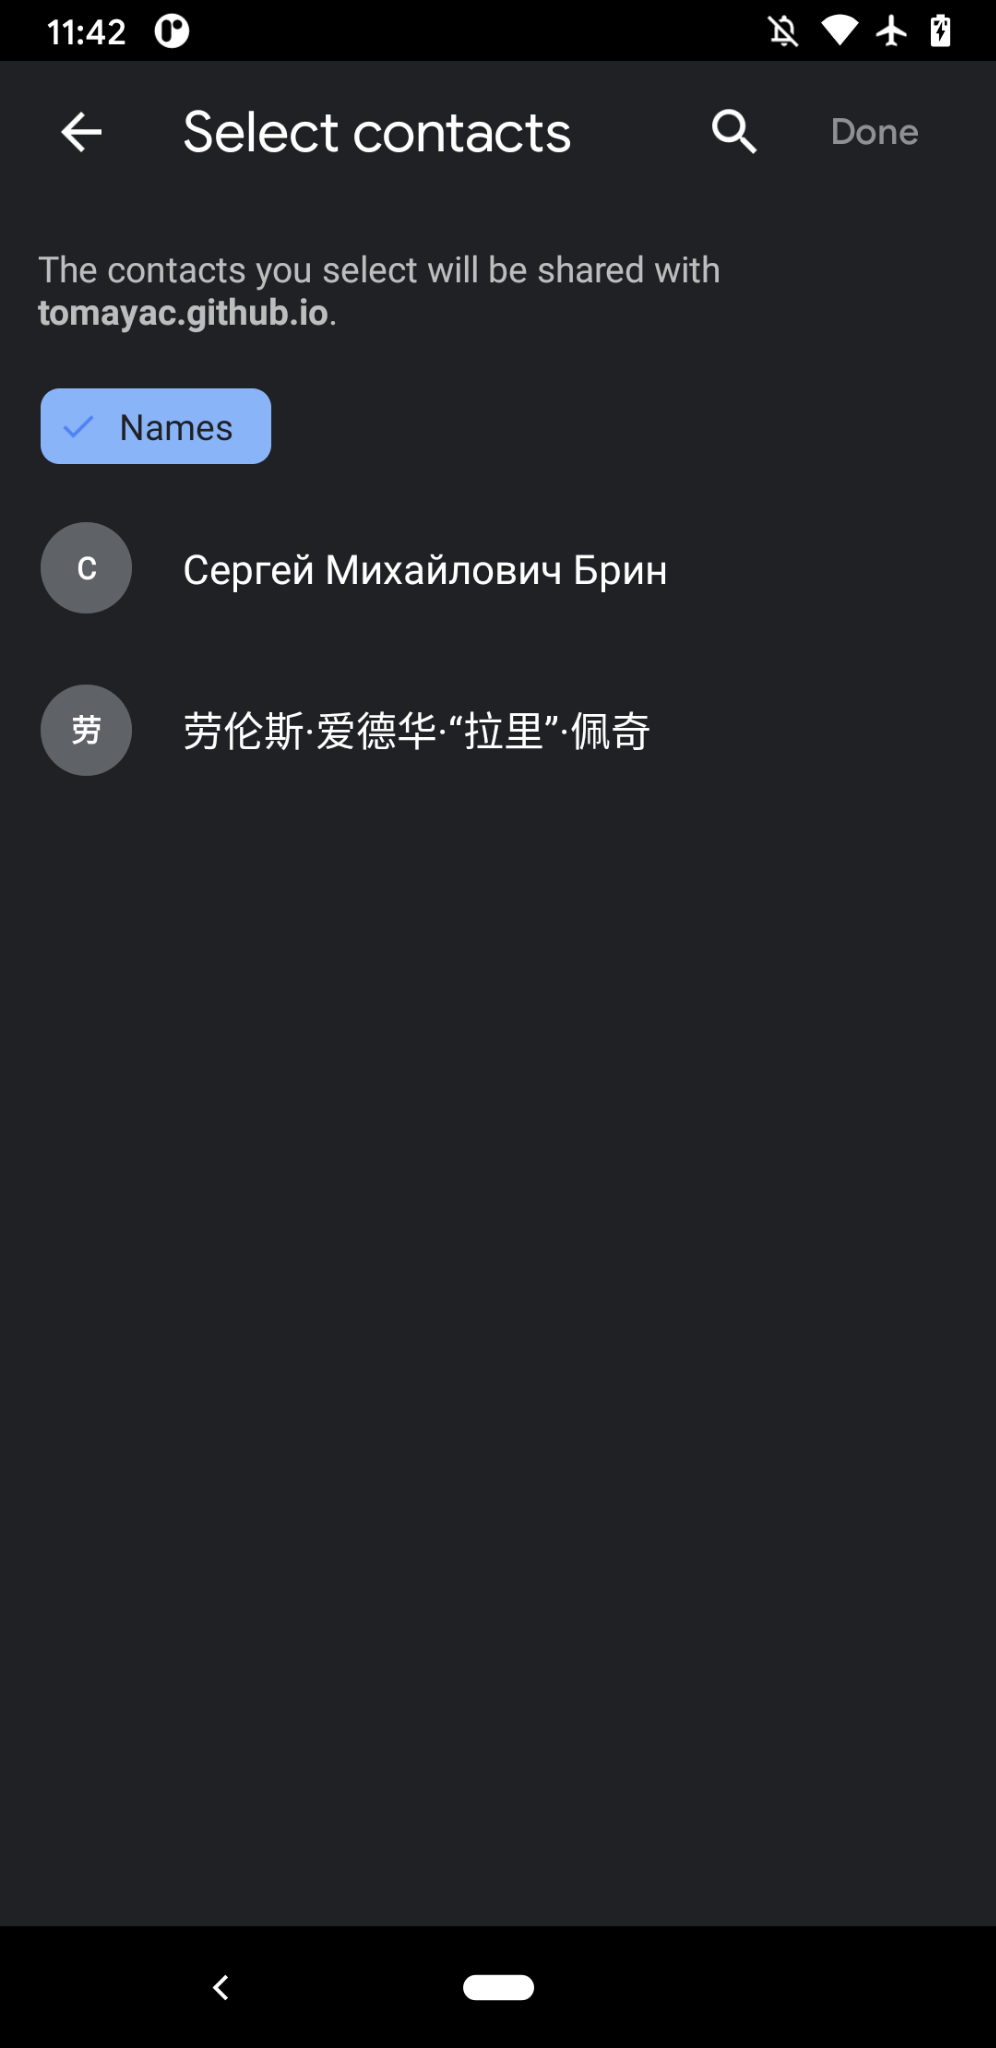 11:42
Select contacts
Done
The contacts you select will be shared with
tomayac.github.io.
Names
С
Сергей Михайлович Брин
劳
劳伦斯·爱德华·“拉里”·佩奇